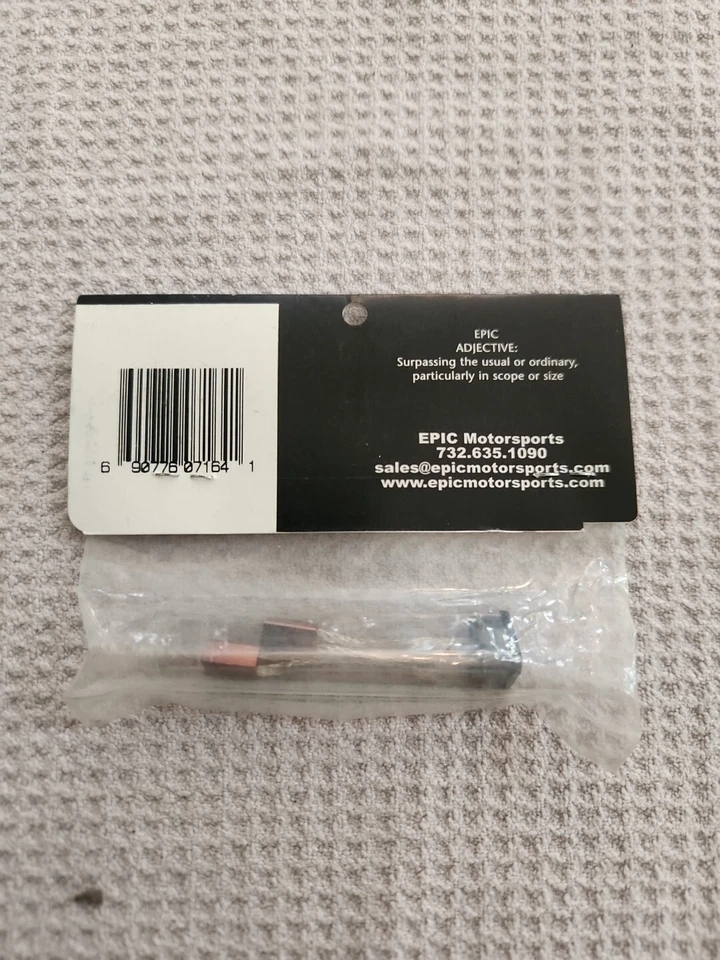 6 90776 07164 1
EPIC
ADJECTIVE:
Surpassing the usual or ordinary,
particularly in scope or size
EPIC Motorsports
732.635.1090
sales@epicmotorsports.com
www.epicmotorsports.com